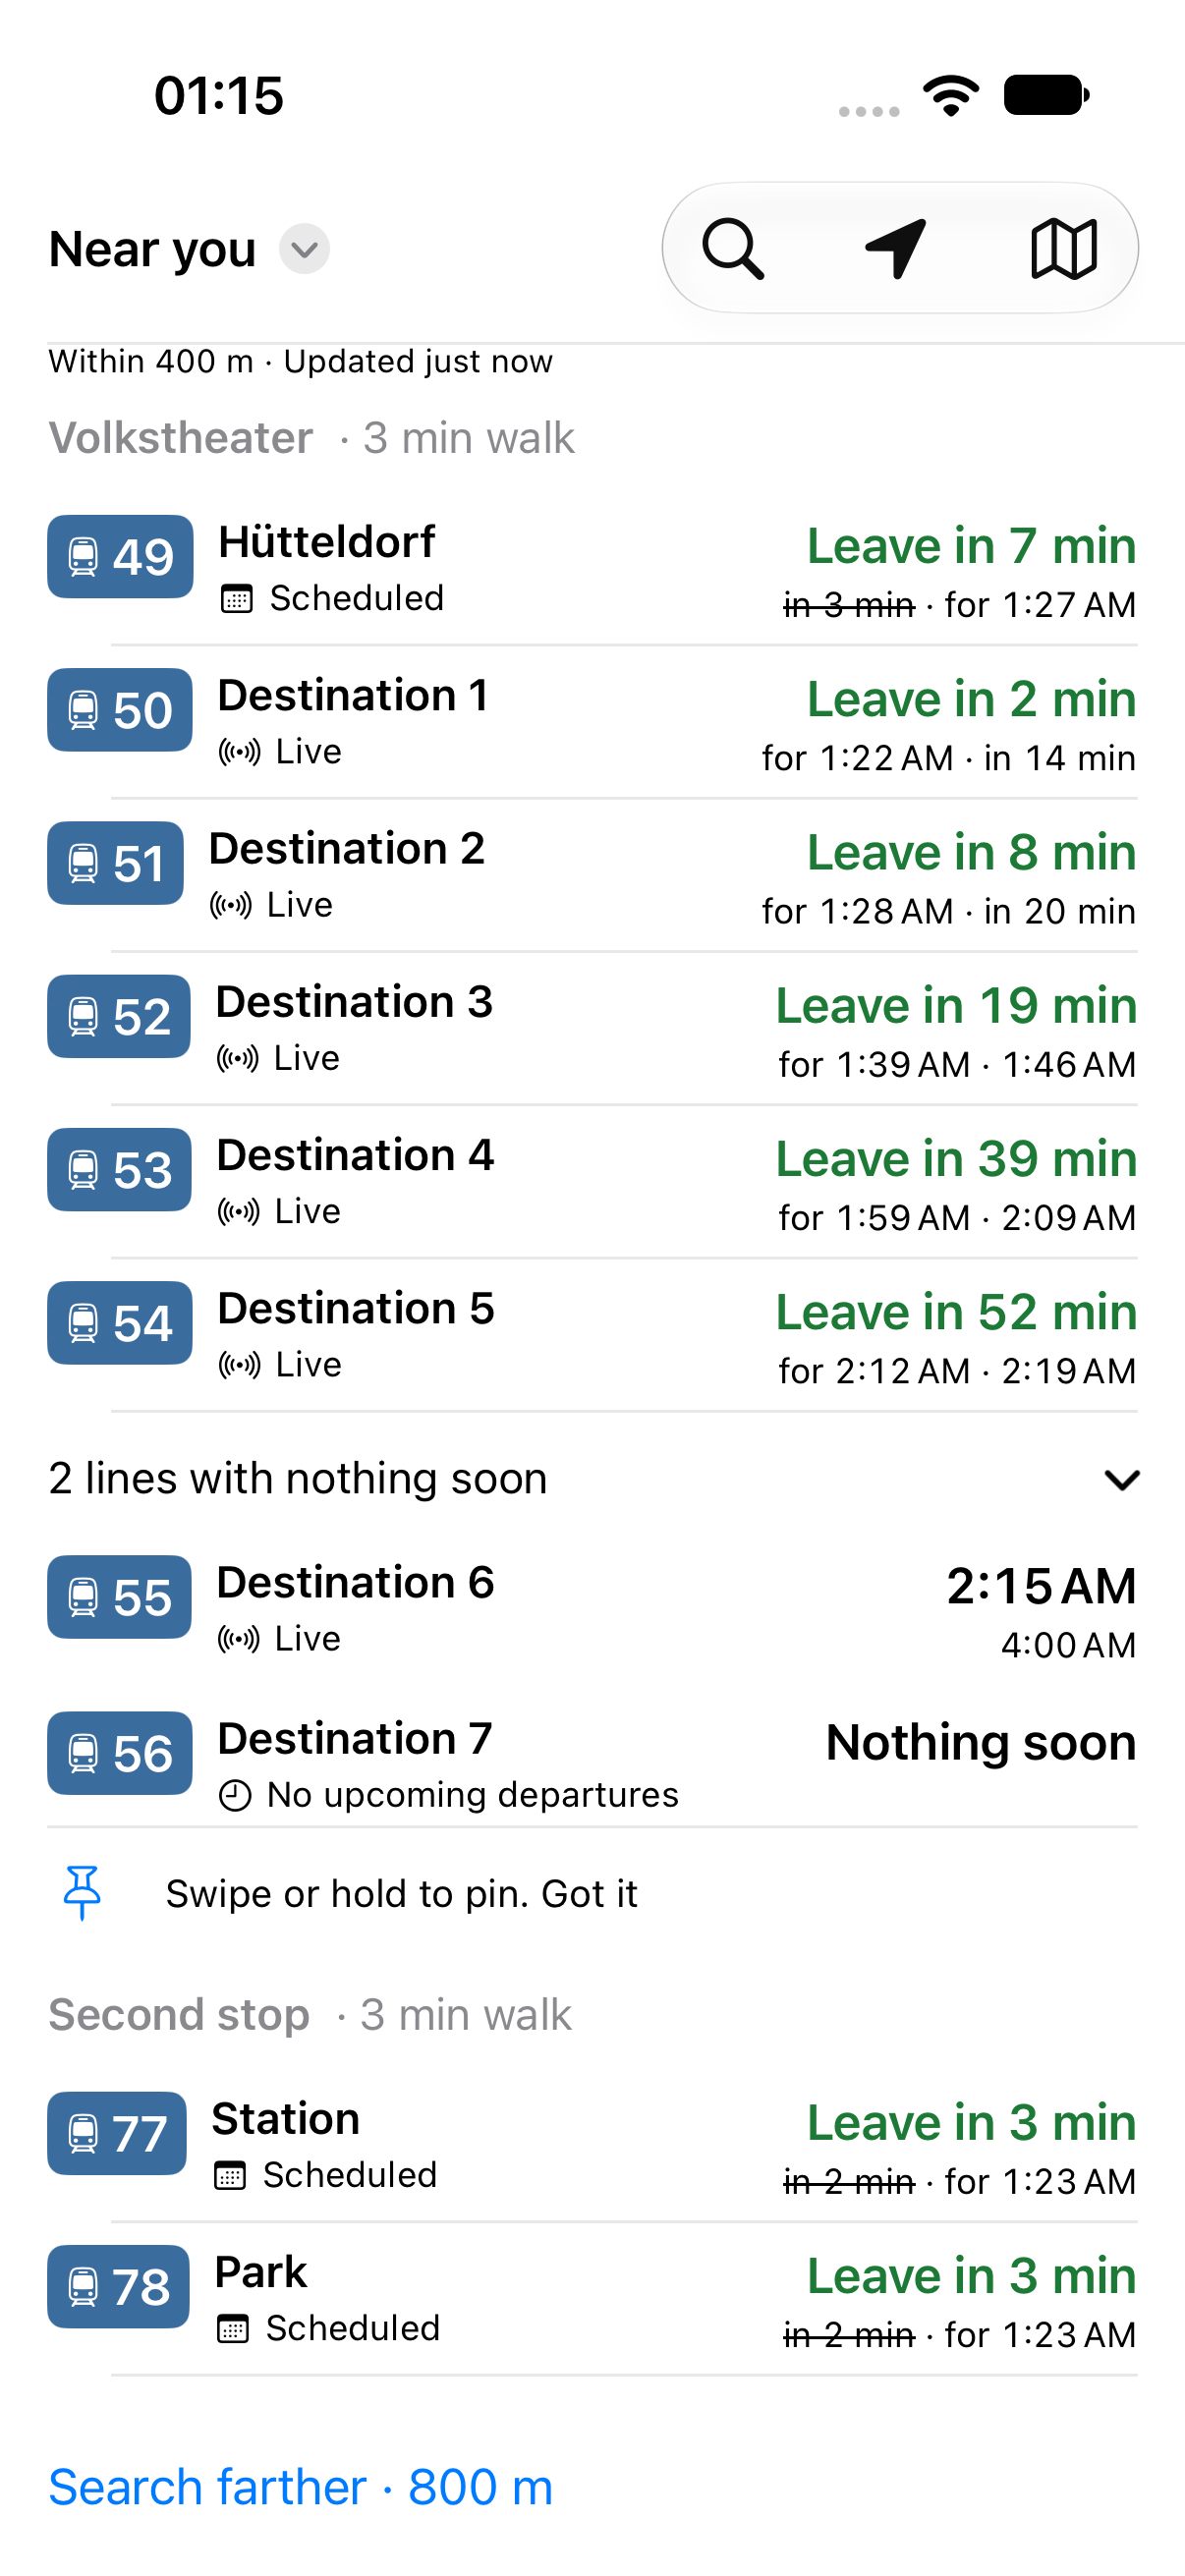 01:15
Near you
Within 400 m · Updated just now
Volkstheater · 3 min walk
49 Hütteldorf Leave in 7 min
Scheduled in 3 min · for 1:27 AM
50 Destination 1 Leave in 2 min
Live for 1:22 AM · in 14 min
51 Destination 2 Leave in 8 min
Live for 1:28 AM · in 20 min
52 Destination 3 Leave in 19 min
Live for 1:39 AM · 1:46 AM
53 Destination 4 Leave in 39 min
Live for 1:59 AM · 2:09 AM
54 Destination 5 Leave in 52 min
Live for 2:12 AM · 2:19 AM
2 lines with nothing soon
55 Destination 6 2:15 AM
Live 4:00 AM
56 Destination 7 Nothing soon
No upcoming departures
Swipe or hold to pin. Got it
Second stop · 3 min walk
77 Station Leave in 3 min
Scheduled in 2 min · for 1:23 AM
78 Park Leave in 3 min
Scheduled in 2 min · for 1:23 AM
Search farther · 800 m